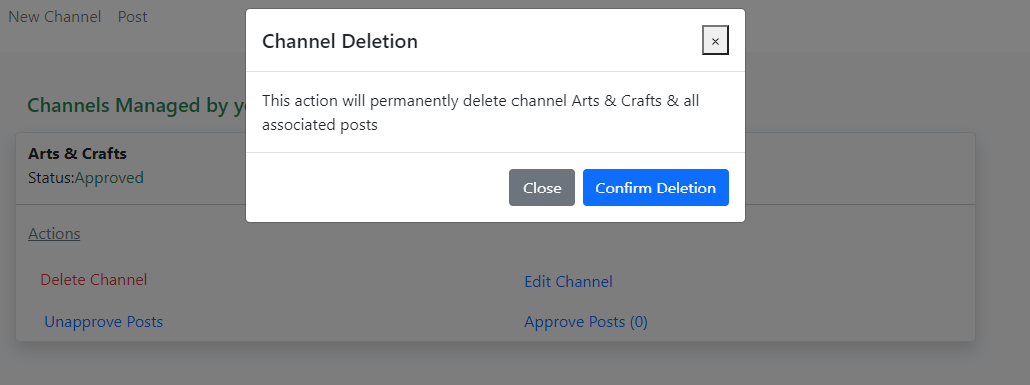 New Channel Post
Channel Deletion
×
This action will permanently delete channel Arts & Crafts & all
associated posts
Close Confirm Deletion
Channels Managed by y
Arts & Crafts
Status:Approved
Actions
Delete Channel Edit Channel
Unapprove Posts Approve Posts (0)